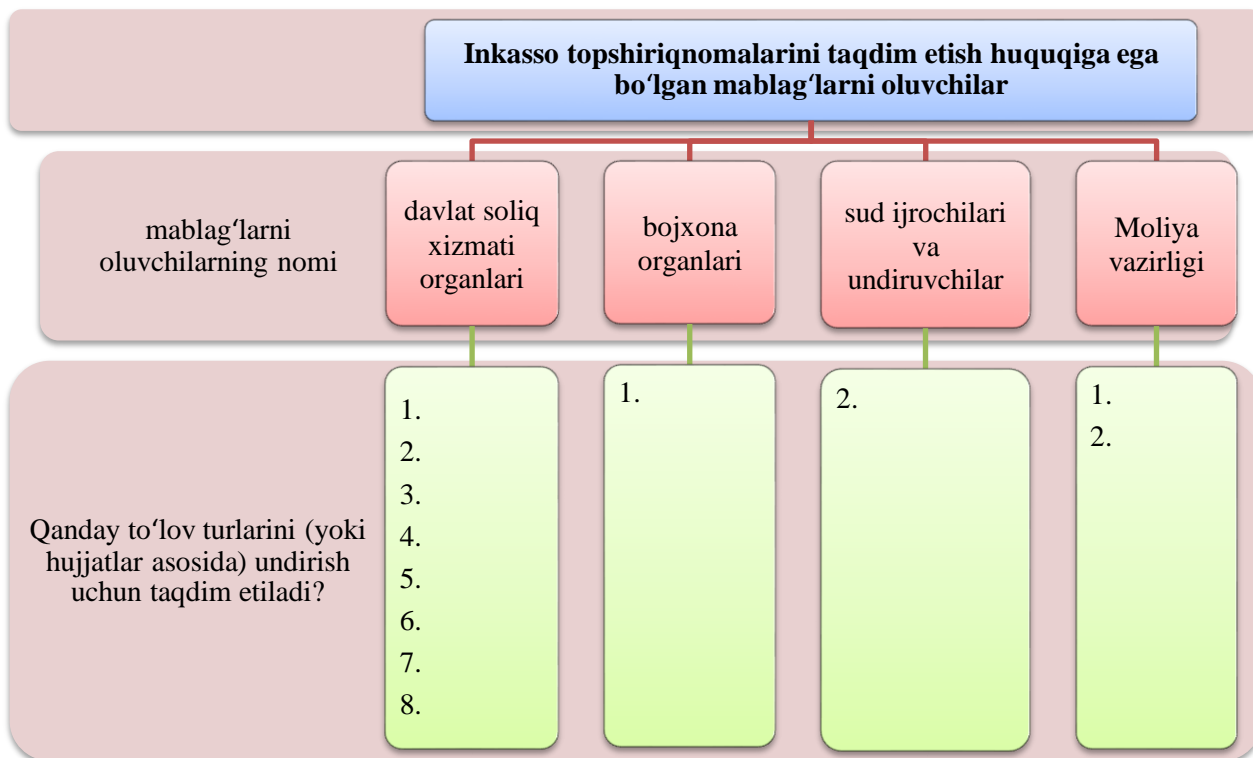 Inkasso topshiriqnomalarini taqdim etish huquqiga ega
bo‘lgan mablag‘larni oluvchilar
mablag‘larni
oluvchilarning nomi
davlat soliq
xizmati
organlari
bojxona
organlari
sud ijrochilari
va
undiruvchilar
Moliya
vazirligi
Qanday to‘lov turlarini (yoki
hujjatlar asosida) undirish
uchun taqdim etiladi?
1.
2.
3.
4.
5.
6.
7.
8.
1.
2.
1.
2.